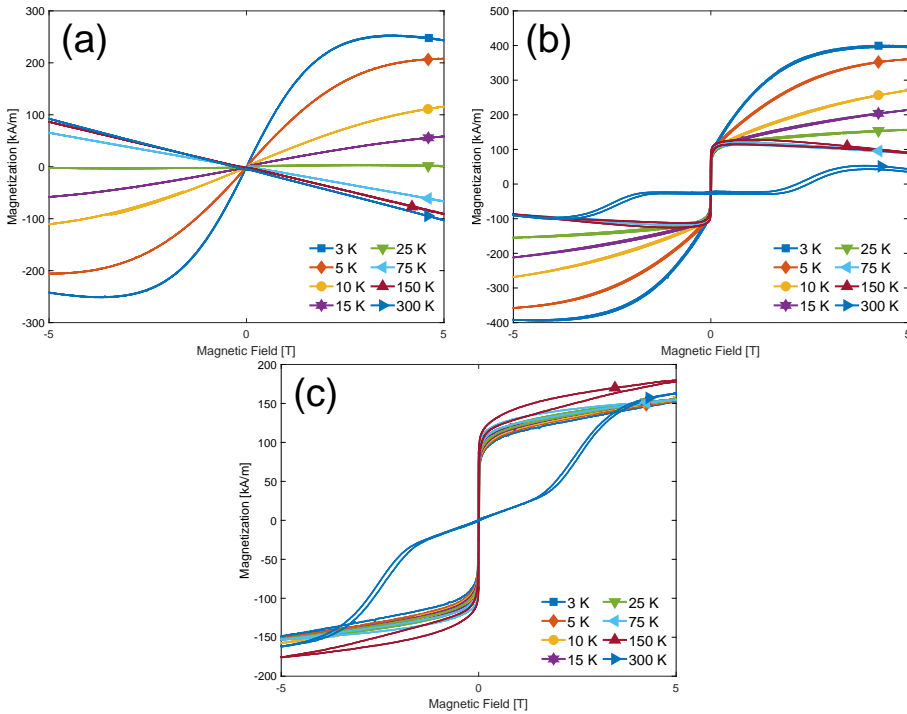 (a)
300
200
100
0
-100
-200
-300
-5
0
5
Magnetization [kA/m]
Magnetic Field [T]
3 K
25 K
5 K
75 K
10 K
150 K
15 K
300 K
(b)
500
400
300
200
100
0
-100
-200
-300
-400
-5
0
5
Magnetization [kA/m]
Magnetic Field [T]
3 K
25 K
5 K
75 K
10 K
150 K
15 K
300 K
(c)
200
150
100
50
0
-50
-100
-150
-200
-5
0
5
Magnetization [kA/m]
Magnetic Field [T]
3 K
25 K
5 K
75 K
10 K
150 K
15 K
300 K